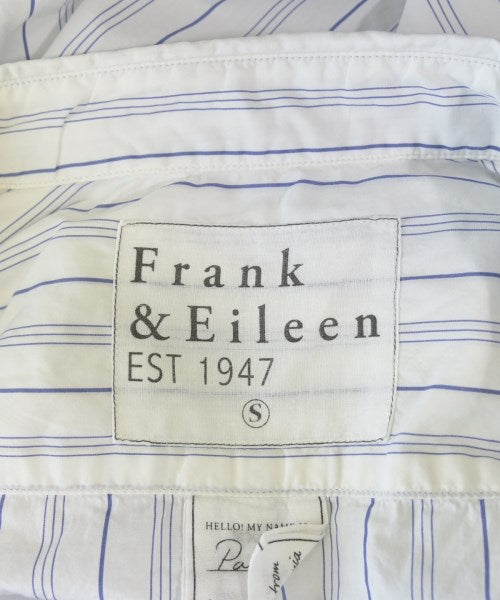 Frank
& Eileen
EST 1947
S
HELLO! MY NAME